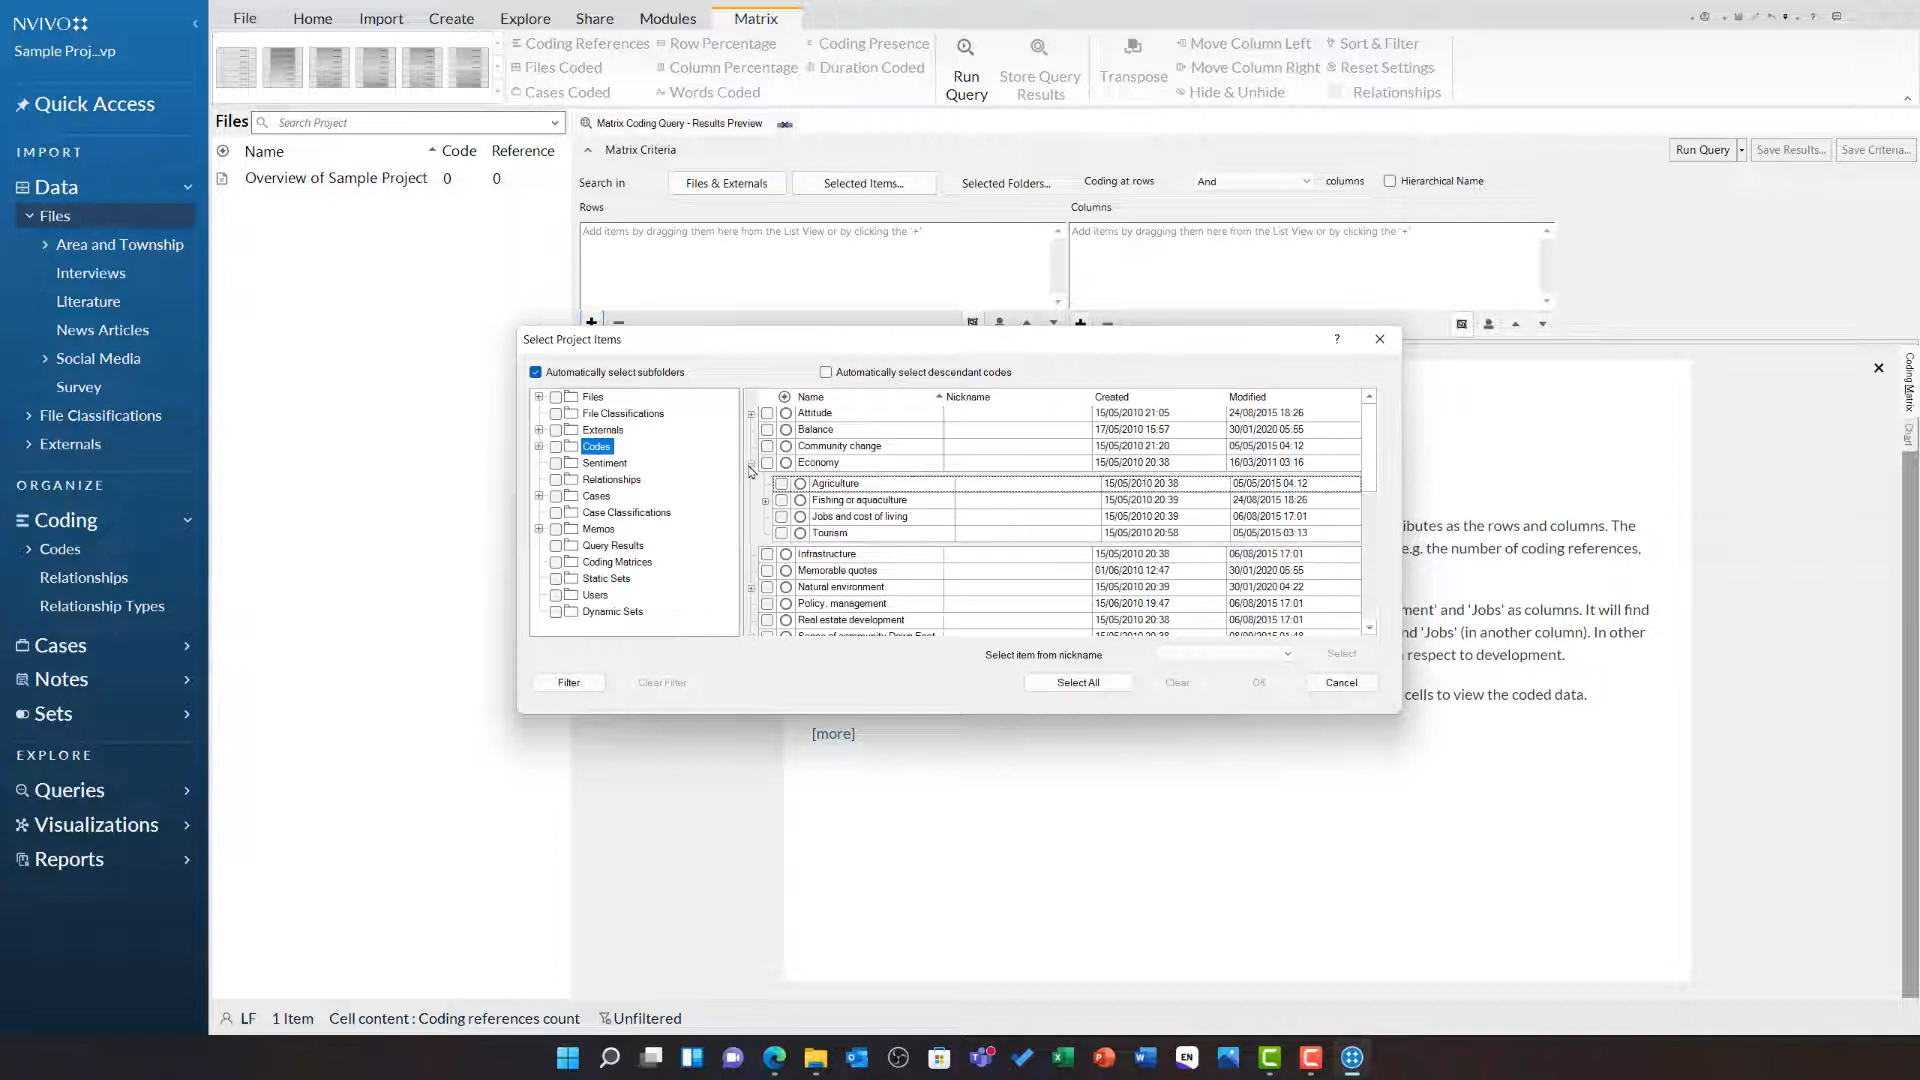 NVIVO
Sample Proj...vp
File Home Import Create Explore Share Modules Matrix
Coding References Row Percentage Coding Presence
Files Coded Column Percentage Duration Coded
Cases Coded Words Coded
Run Query
Store Query Results
Transpose
Move Column Left Sort & Filter
Move Column Right Reset Settings
Hide & Unhide Relationships
Quick Access
IMPORT
Data
Files
Area and Township
Interviews
Literature
News Articles
Social Media
Survey
File Classifications
Externals
ORGANIZE
Coding
Codes
Relationships
Relationship Types
Cases
Notes
Sets
EXPLORE
Queries
Visualizations
Reports
Files Search Project
Name Code Reference
Overview of Sample Project 0 0
Matrix Coding Query - Results Preview
Matrix Criteria
Run Query Save Results... Save Criteria...
Search in Files & Externals Selected Items... Selected Folders... Coding at rows And columns Hierarchical Name
Rows Columns
Add items by dragging them here from the List View or by clicking the '+' Add items by dragging them here from the List View or by clicking the '+'
Select Project Items ?
Automatically select subfolders Automatically select descendant codes
Files
File Classifications
Externals
Codes
Sentiment
Relationships
Cases
Case Classifications
Memos
Query Results
Coding Matrices
Static Sets
Users
Dynamic Sets
Name Nickname Created Modified
Attitude 15/05/2010 21:05 24/08/2015 18:26
Balance 17/05/2010 15:57 30/01/2020 05:55
Community change 15/05/2010 21:20 05/05/2015 04:12
Economy 15/05/2010 20:38 16/03/2011 03:16
Agriculture 15/05/2010 20:38 05/05/2015 04:12
Fishing or aquaculture 15/05/2010 20:39 24/08/2015 18:26
Jobs and cost of living 15/05/2010 20:39 06/08/2015 17:01
Tourism 15/05/2010 20:58 05/05/2015 03:13
Infrastructure 15/05/2010 20:38 06/08/2015 17:01
Memorable quotes 01/06/2010 12:47 30/01/2020 05:55
Natural environment 15/05/2010 20:39 30/01/2020 04:22
Policy, management 15/06/2010 19:47 06/08/2015 17:01
Real estate development 15/05/2010 20:38 06/08/2015 17:01
Select item from nickname Select
Filter Clear Filter Select All Clear OK Cancel
ibutes as the rows and columns. The
e.g. the number of coding references,
ment' and 'Jobs' as columns. It will find
nd 'Jobs' (in another column). In other
respect to development.
cells to view the coded data.
[more]
Coding Matrix
Chart
LF 1 Item Cell content : Coding references count Unfiltered
EN